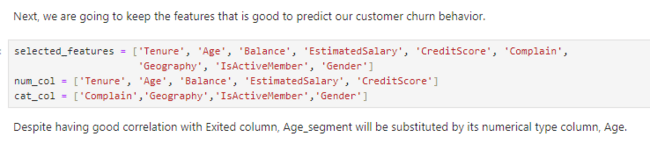 Next, we are going to keep the features that is good to predict our customer churn behavior.
selected_features = ['Tenure', 'Age', 'Balance', 'EstimatedSalary', 'CreditScore', 'Complain',
'Geography', 'IsActiveMember', 'Gender']
num_col = ['Tenure', 'Age', 'Balance', 'EstimatedSalary', 'CreditScore']
cat_col = ['Complain','Geography','IsActiveMember','Gender']
Despite having good correlation with Exited column, Age_segment will be substituted by its numerical type column, Age.